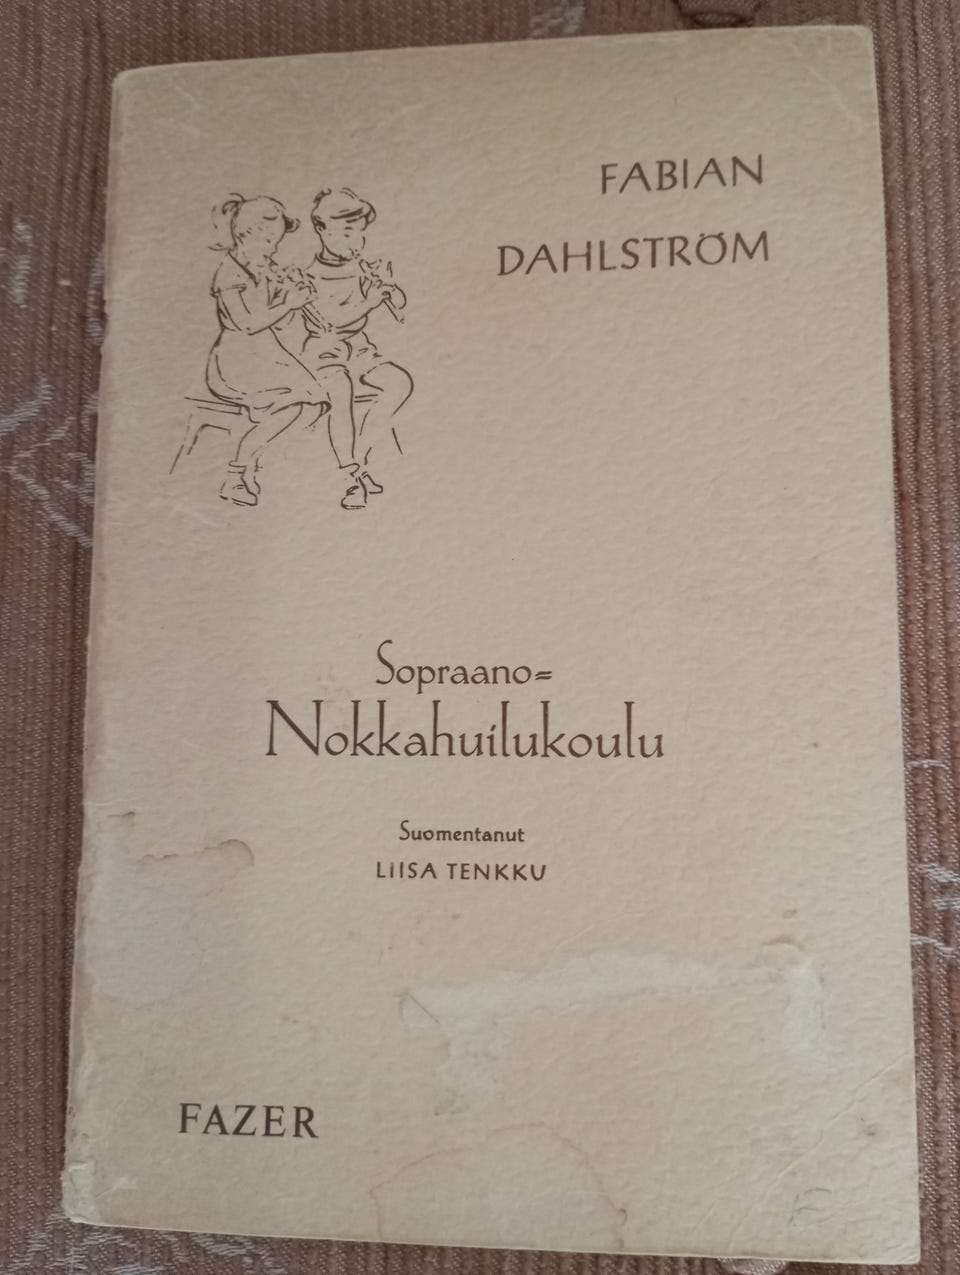 FABIAN
DAHLSTRÖM
Sopraano=
Nokkahuilukoulu
Suomentanut
LIISA TENKKU
FAZER